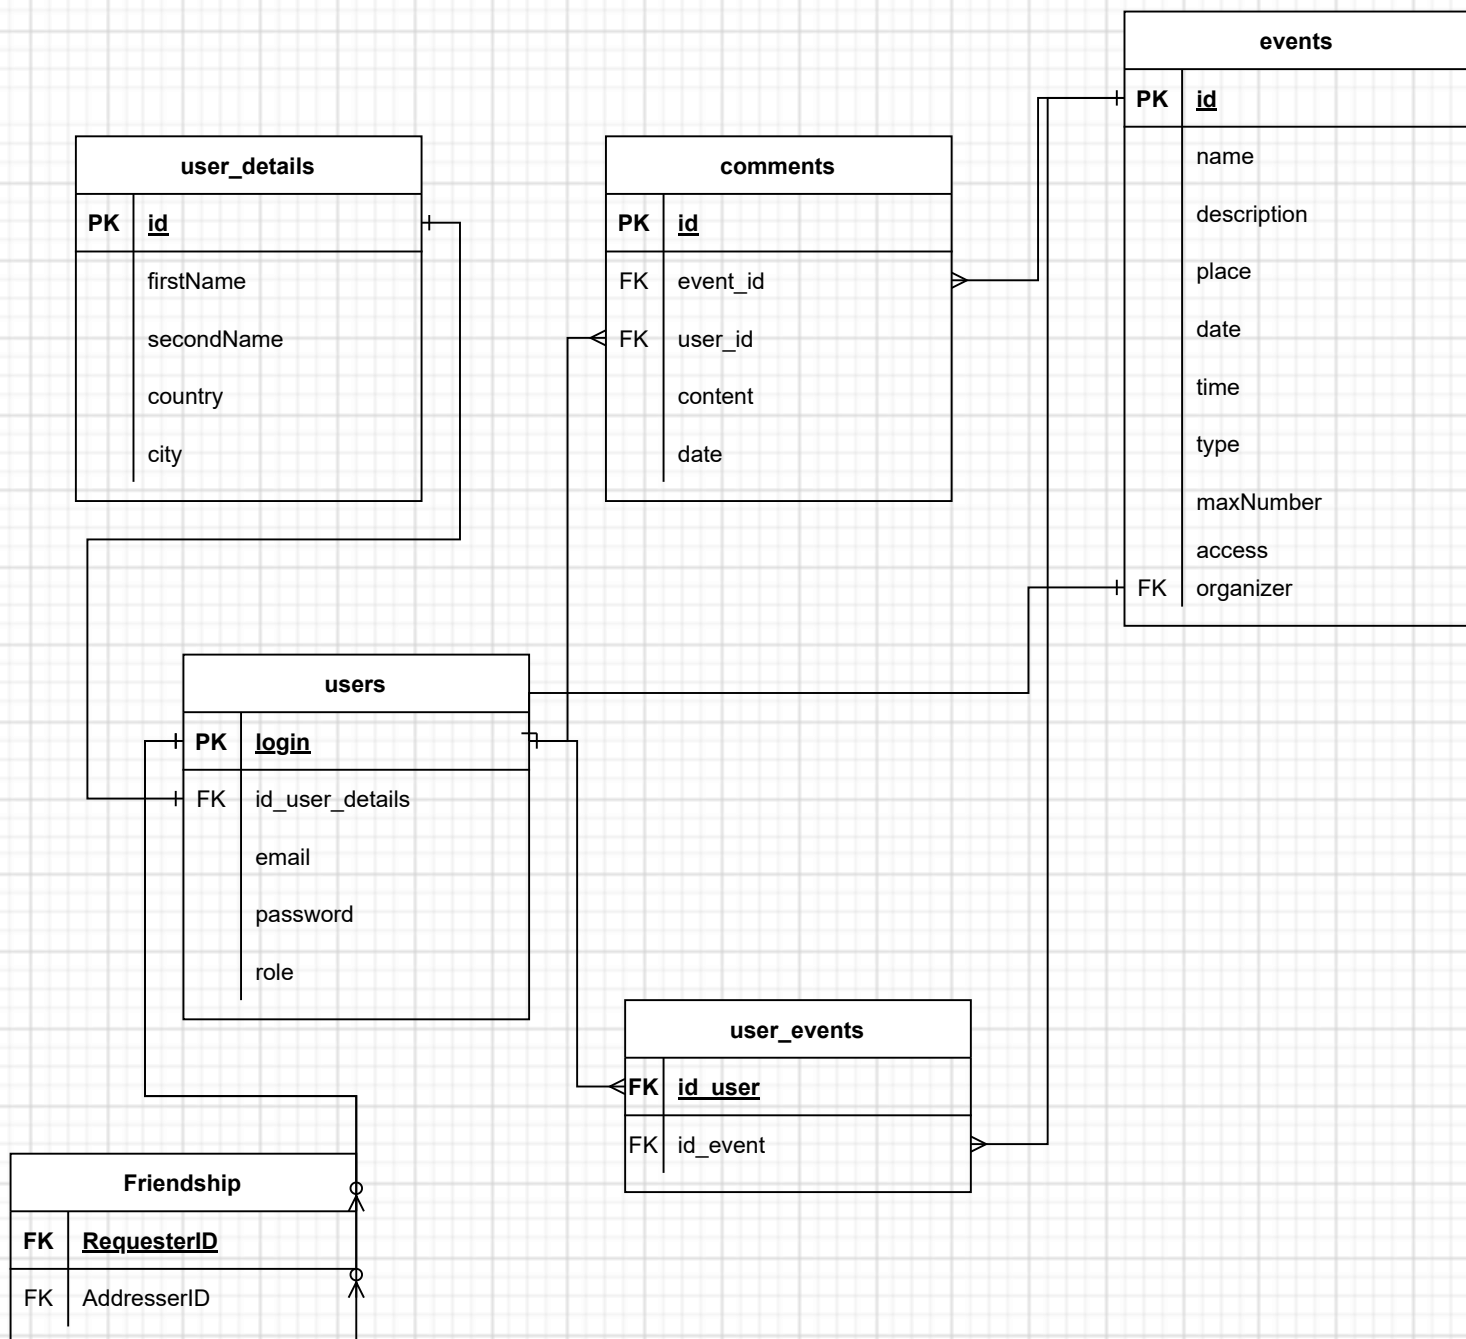 events
PK id
name
description
place
date
time
type
maxNumber
access
FK organizer
user_details
PK id
firstName
secondName
country
city
comments
PK id
FK event_id
FK user_id
content
date
users
PK login
FK id_user_details
email
password
role
user_events
FK id_user
FK id_event
Friendship
FK RequesterID
FK AddresserID